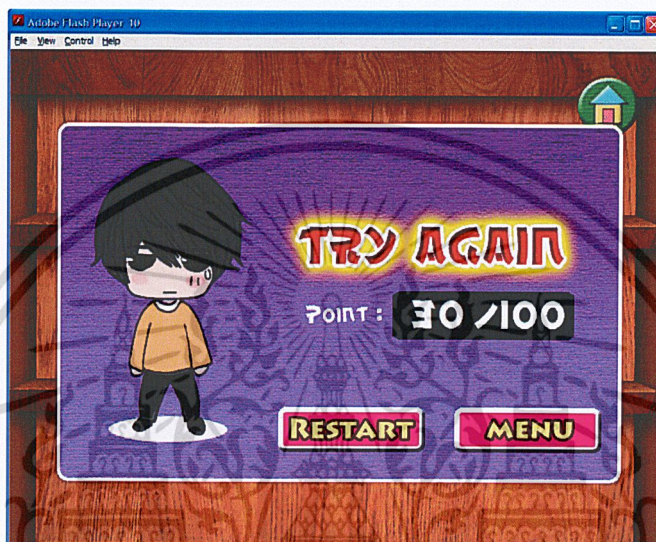 Adobe Flash Player 10
File View Control Help
TRY AGAIN
POINT : 30/100
RESTART MENU